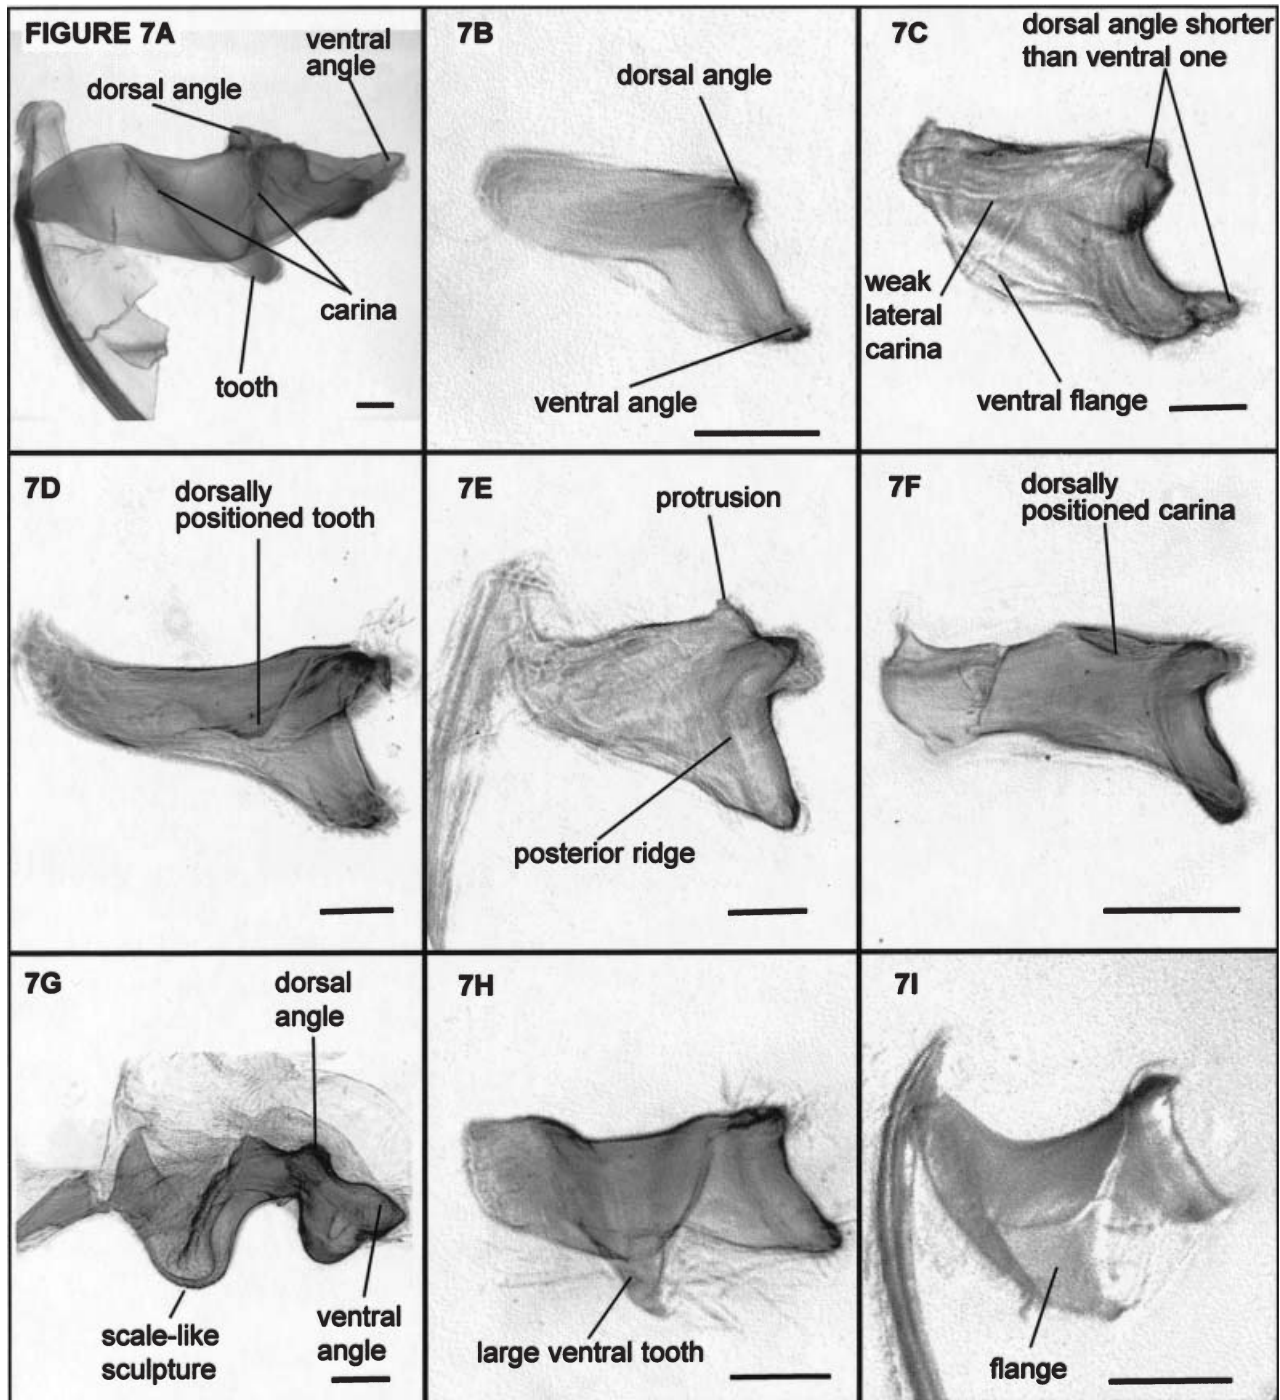 FIGURE 7A
ventral
angle
dorsal angle
carina
tooth
7B
dorsal angle
ventral angle
7C
dorsal angle shorter
than ventral one
weak
lateral
carina
ventral flange
7D
dorsally
positioned tooth
7E
protrusion
posterior ridge
7F
dorsally
positioned carina
7G
dorsal
angle
scale-like
sculpture
ventral
angle
7H
large ventral tooth
7I
flange